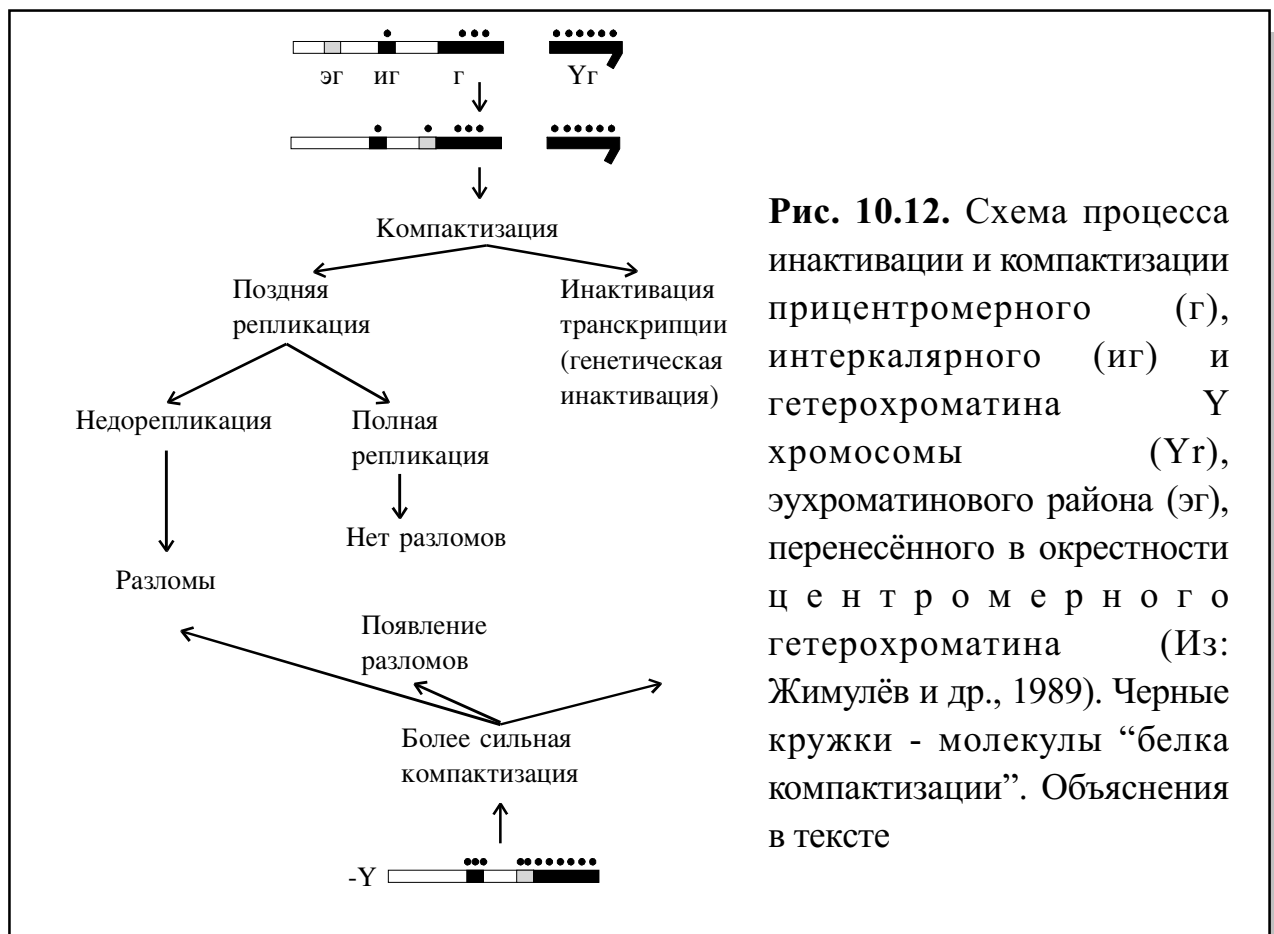 эг иг г Yг
Компактизация
Поздняя
репликация
Инактивация
транскрипции
(генетическая
инактивация)
Недорепликация
Полная
репликация
Нет разломов
Разломы
Появление
разломов
Более сильная
компактизация
-Y
Рис. 10.12. Схема процесса
инактивации и компактизации
прицентромерного (г),
интеркалярного (иг) и
гетерохроматина Y
хромосомы (Yг),
эухроматинового района (эг),
перенесённого в окрестности
центромерного
гетерохроматина (Из:
Жимулёв и др., 1989). Черные
кружки - молекулы “белка
компактизации”. Объяснения
в тексте